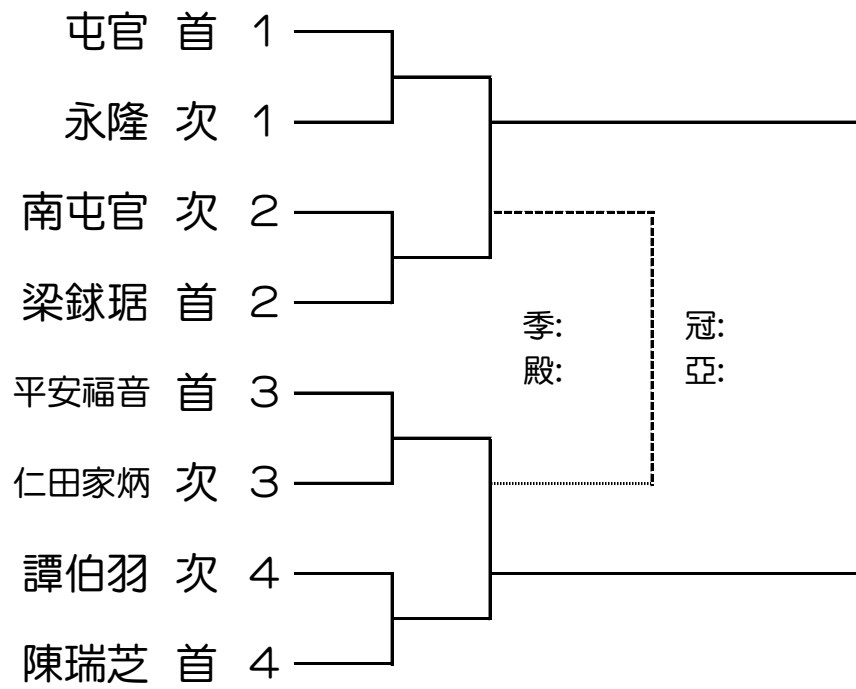 屯官 首 1
永隆 次 1
南屯官 次 2
梁銶琚 首 2
季: 冠:
殿: 亞:
平安福音 首 3
仁田家炳 次 3
譚伯羽 次 4
陳瑞芝 首 4